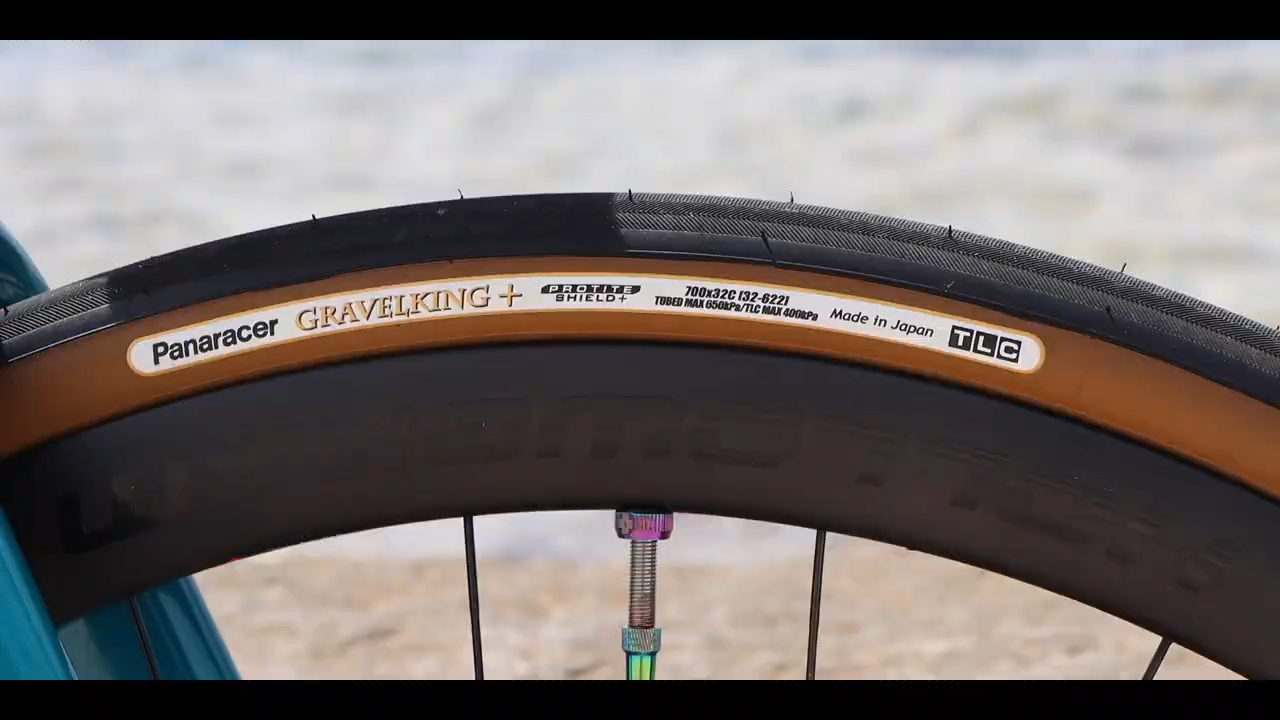 Panaracer GRAVELKING + PROTITE SHIELD+ 700x32C [32-622] Made in Japan TLC
TUBED MAX 650kPa/TLC MAX 400kPa